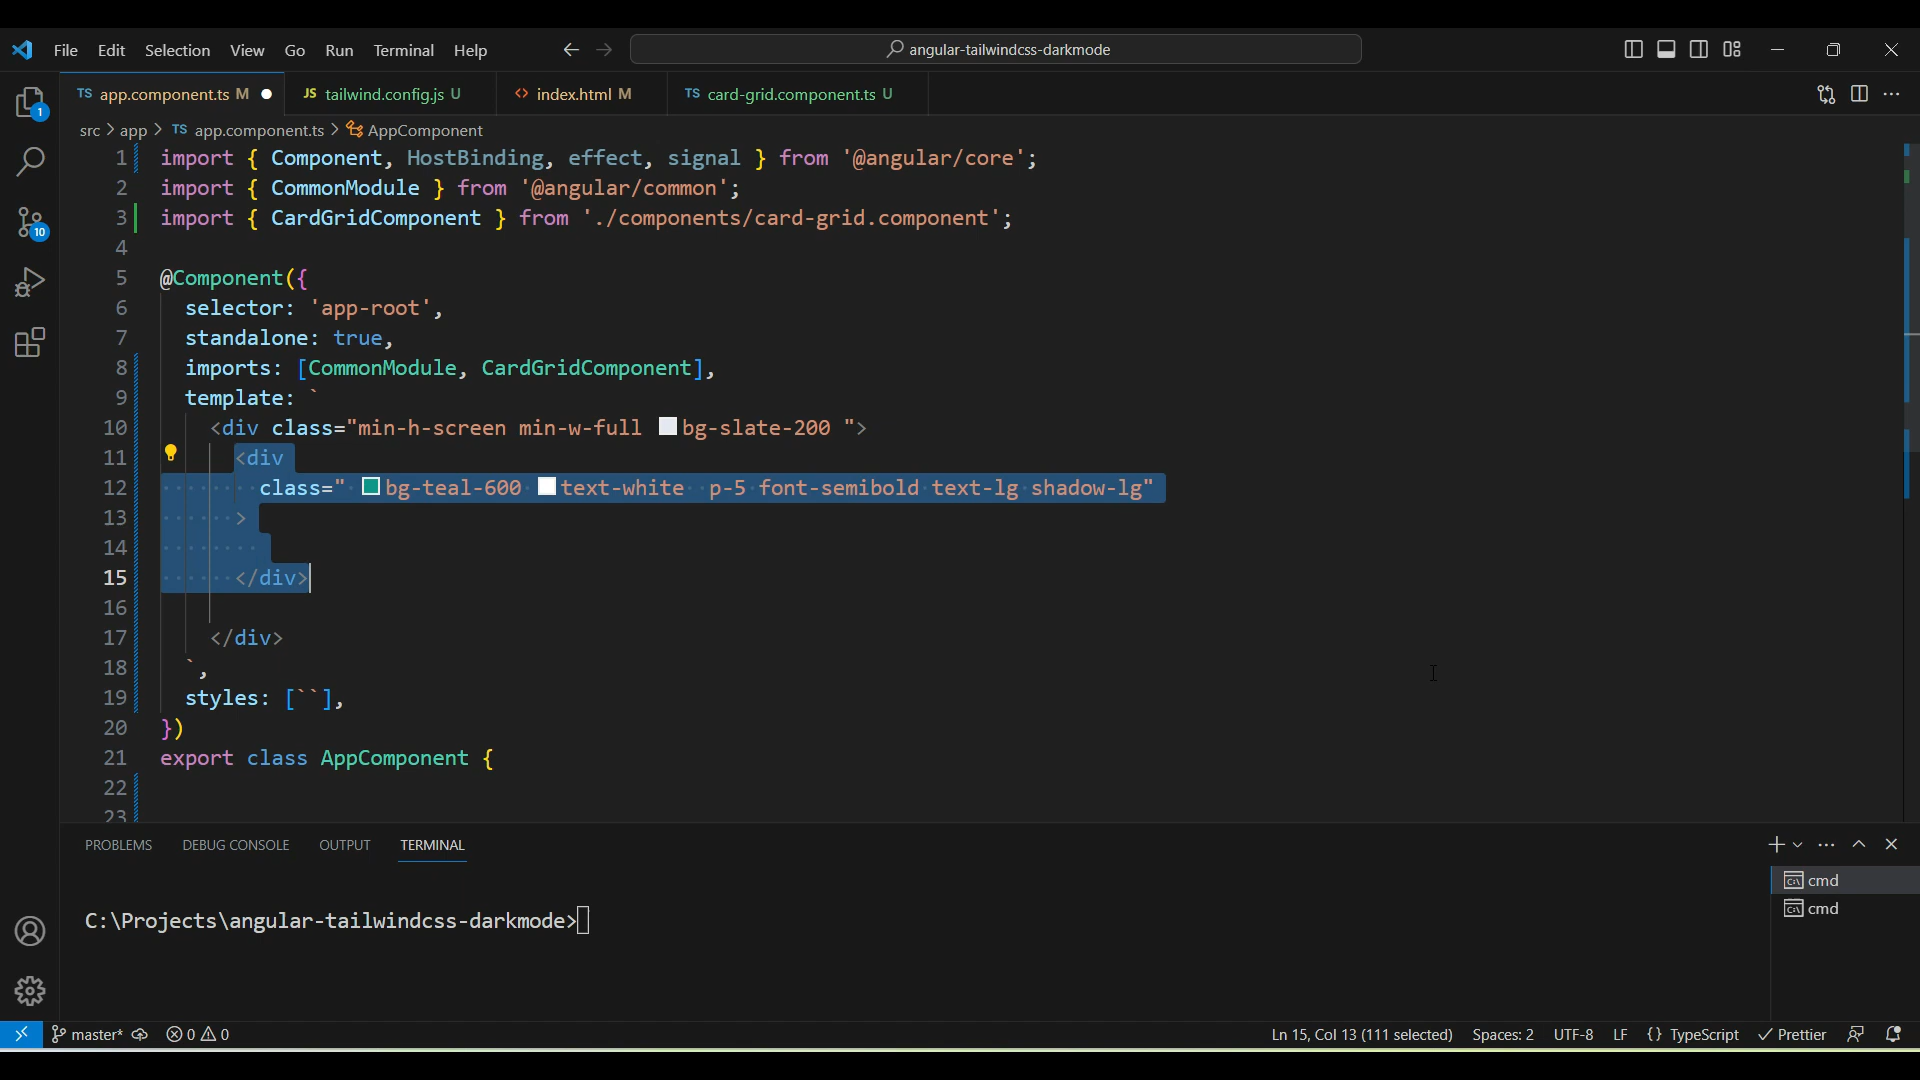 File Edit Selection View Go Run Terminal Help angular-tailwindcss-darkmode
1
TS app.component.ts M JS tailwind.config.js U <> index.html M TS card-grid.component.ts U
src > app > TS app.component.ts > AppComponent
1 import { Component, HostBinding, effect, signal } from '@angular/core';
2 import { CommonModule } from '@angular/common';
3 import { CardGridComponent } from './components/card-grid.component';
10
4
5 @Component({
6 selector: 'app-root',
7 standalone: true,
8 imports: [CommonModule, CardGridComponent],
9 template: `
10 <div class="min-h-screen min-w-full bg-slate-200 ">
11 <div
12 class=" bg-teal-600 text-white  p-5 font-semibold text-lg shadow-lg"
13 >
14
15 </div>
16
17 </div>
18 `,
19 styles: [``],
20 })
21 export class AppComponent {
22
23
PROBLEMS DEBUG CONSOLE OUTPUT TERMINAL
cmd
cmd
C:\Projects\angular-tailwindcss-darkmode>
master* 0 0 Ln 15, Col 13 (111 selected) Spaces: 2 UTF-8 LF {} TypeScript Prettier